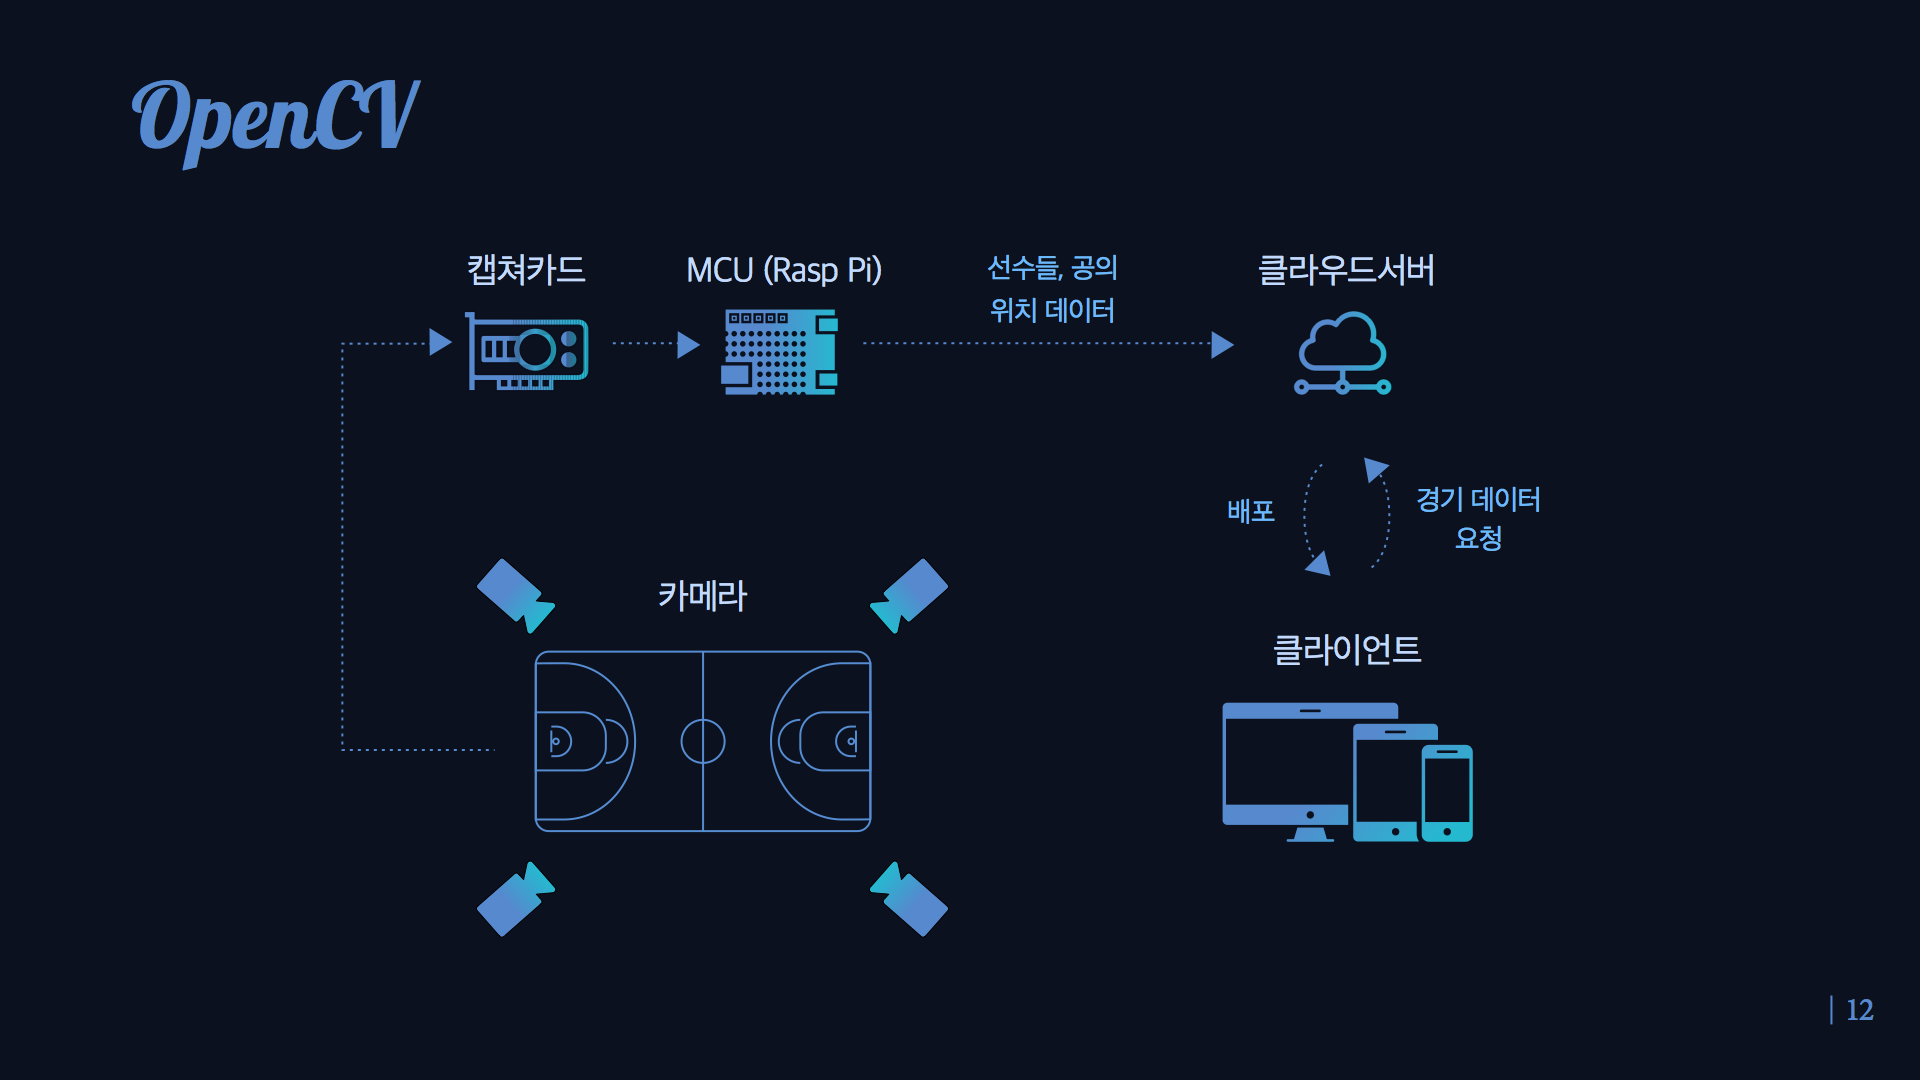 OpenCV
캡쳐카드
MCU (Rasp Pi)
선수들, 공의
위치 데이터
클라우드서버
배포
경기 데이터
요청
카메라
클라이언트
12